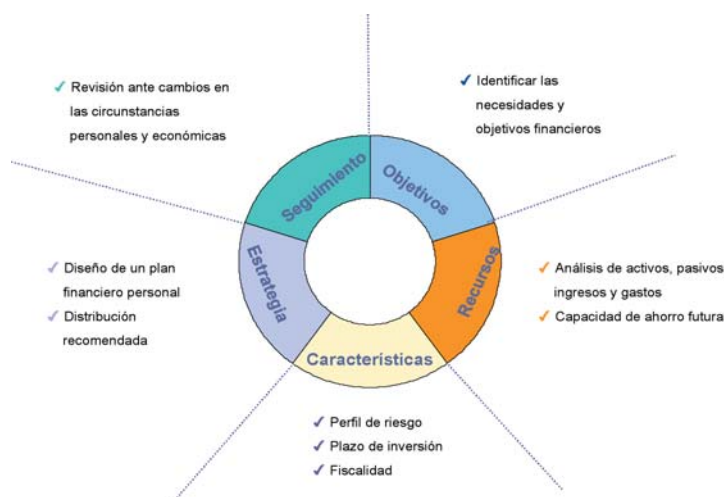 ✓ Revisión ante cambios en
las circunstancias
personales y económicas
✓ Identificar las
necesidades y
objetivos financieros
Seguimiento
Objetivos
Estrategia
Recursos
Características
✓ Diseño de un plan
financiero personal
✓ Distribución
recomendada
✓ Análisis de activos, pasivos
ingresos y gastos
✓ Capacidad de ahorro futura
✓ Perfil de riesgo
✓ Plazo de inversión
✓ Fiscalidad